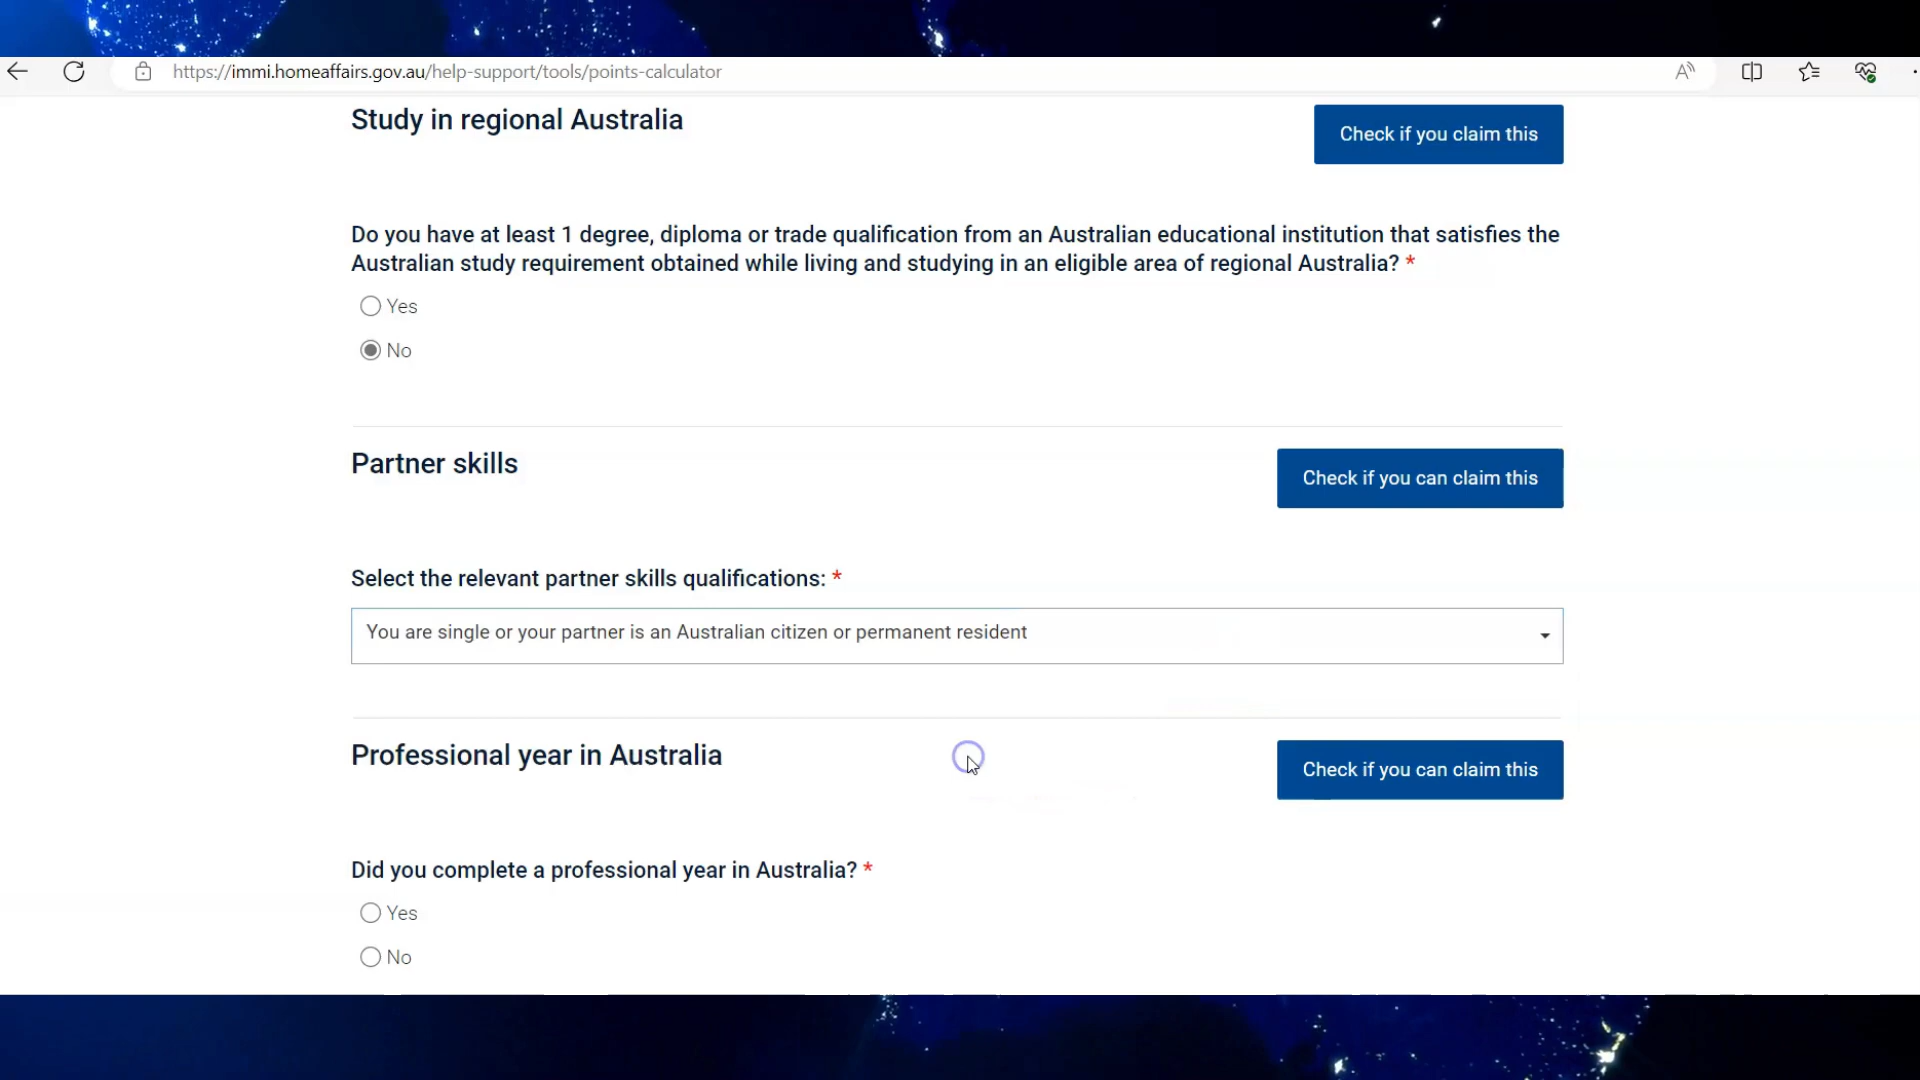 https://immi.homeaffairs.gov.au/help-support/tools/points-calculator
Study in regional Australia
Check if you claim this
Do you have at least 1 degree, diploma or trade qualification from an Australian educational institution that satisfies the
Australian study requirement obtained while living and studying in an eligible area of regional Australia? *
Yes
No
Partner skills
Check if you can claim this
Select the relevant partner skills qualifications: *
You are single or your partner is an Australian citizen or permanent resident
Professional year in Australia
Check if you can claim this
Did you complete a professional year in Australia? *
Yes
No